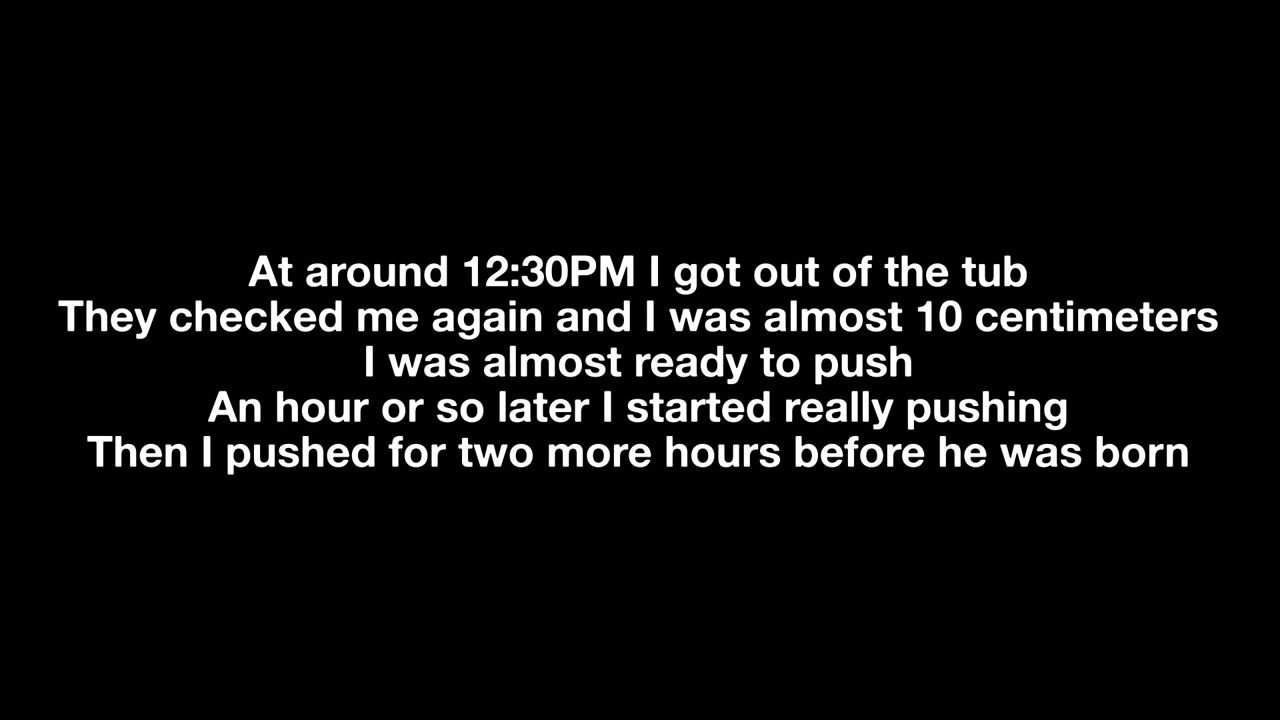 At around 12:30PM I got out of the tub
They checked me again and I was almost 10 centimeters
I was almost ready to push
An hour or so later I started really pushing
Then I pushed for two more hours before he was born